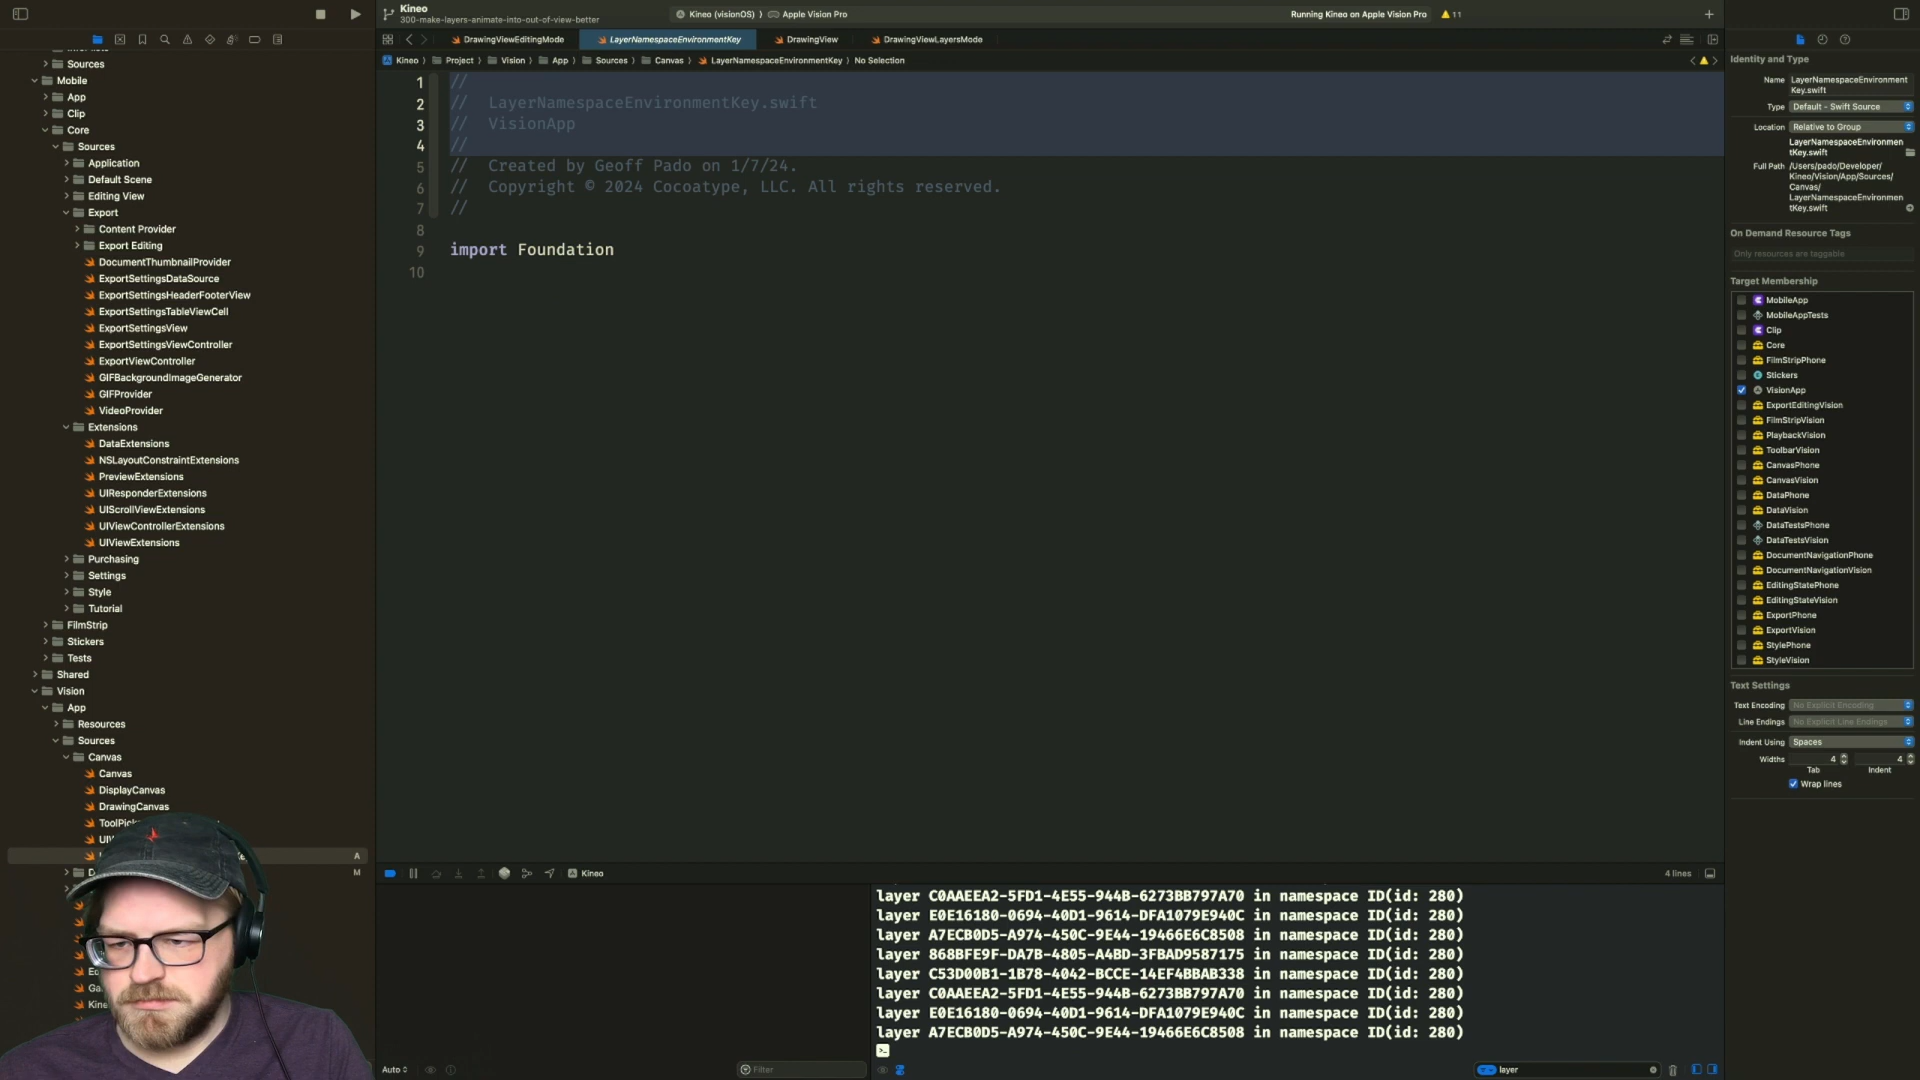 Kineo
300-make-layers-animate-into-out-of-view-better
Kineo (visionOS) 〉 Apple Vision Pro
Running Kineo on Apple Vision Pro
11
DrawingViewEditingMode
LayerNamespaceEnvironmentKey
DrawingView
DrawingViewLayersMode
Kineo 〉 Project 〉 Vision 〉 App 〉 Sources 〉 Canvas 〉 LayerNamespaceEnvironmentKey 〉 No Selection
Sources
Mobile
App
Clip
Core
Sources
Application
Default Scene
Editing View
Export
Content Provider
Export Editing
DocumentThumbnailProvider
ExportSettingsDataSource
ExportSettingsHeaderFooterView
ExportSettingsTableViewCell
ExportSettingsView
ExportSettingsViewController
ExportViewController
GIFBackgroundImageGenerator
GIFProvider
VideoProvider
Extensions
DataExtensions
NSLayoutConstraintExtensions
PreviewExtensions
UIResponderExtensions
UIScrollViewExtensions
UIViewControllerExtensions
UIViewExtensions
Purchasing
Settings
Style
Tutorial
FilmStrip
Stickers
Tests
Shared
Vision
App
Resources
Sources
Canvas
Canvas
DisplayCanvas
DrawingCanvas
A
M
1 //
2 // LayerNamespaceEnvironmentKey.swift
3 // VisionApp
4 //
5 // Created by Geoff Pado on 1/7/24.
6 // Copyright © 2024 Cocoatype, LLC. All rights reserved.
7 //
8
9 import Foundation
10
Kineo
4 lines
layer C0AAEEA2-5FD1-4E55-944B-6273BB797A70 in namespace ID(id: 280)
layer E0E16180-0694-40D1-9614-DFA1079E940C in namespace ID(id: 280)
layer A7ECB0D5-A974-450C-9E44-19466E6C8508 in namespace ID(id: 280)
layer 868BFE9F-DA7B-4805-A4BD-3FBAD9587175 in namespace ID(id: 280)
layer C53D00B1-1B78-4042-BCCE-14EF4BBAB338 in namespace ID(id: 280)
layer C0AAEEA2-5FD1-4E55-944B-6273BB797A70 in namespace ID(id: 280)
layer E0E16180-0694-40D1-9614-DFA1079E940C in namespace ID(id: 280)
layer A7ECB0D5-A974-450C-9E44-19466E6C8508 in namespace ID(id: 280)
Auto
Filter
layer
Identity and Type
Name LayerNamespaceEnvironment
Key.swift
Type Default - Swift Source
Location Relative to Group
LayerNamespaceEnvironmen
tKey.swift
Full Path /Users/pado/Developer/
Kineo/Vision/App/Sources/
Canvas/
LayerNamespaceEnvironmen
tKey.swift
On Demand Resource Tags
Only resources are taggable
Target Membership
MobileApp
MobileAppTests
Clip
Core
FilmStripPhone
Stickers
VisionApp
ExportEditingVision
FilmStripVision
PlaybackVision
ToolbarVision
CanvasPhone
CanvasVision
DataPhone
DataVision
DataTestsPhone
DataTestsVision
DocumentNavigationPhone
DocumentNavigationVision
EditingStatePhone
EditingStateVision
ExportPhone
ExportVision
StylePhone
StyleVision
Text Settings
Text Encoding No Explicit Encoding
Line Endings No Explicit Line Endings
Indent Using Spaces
Widths 4 4
Tab Indent
Wrap lines